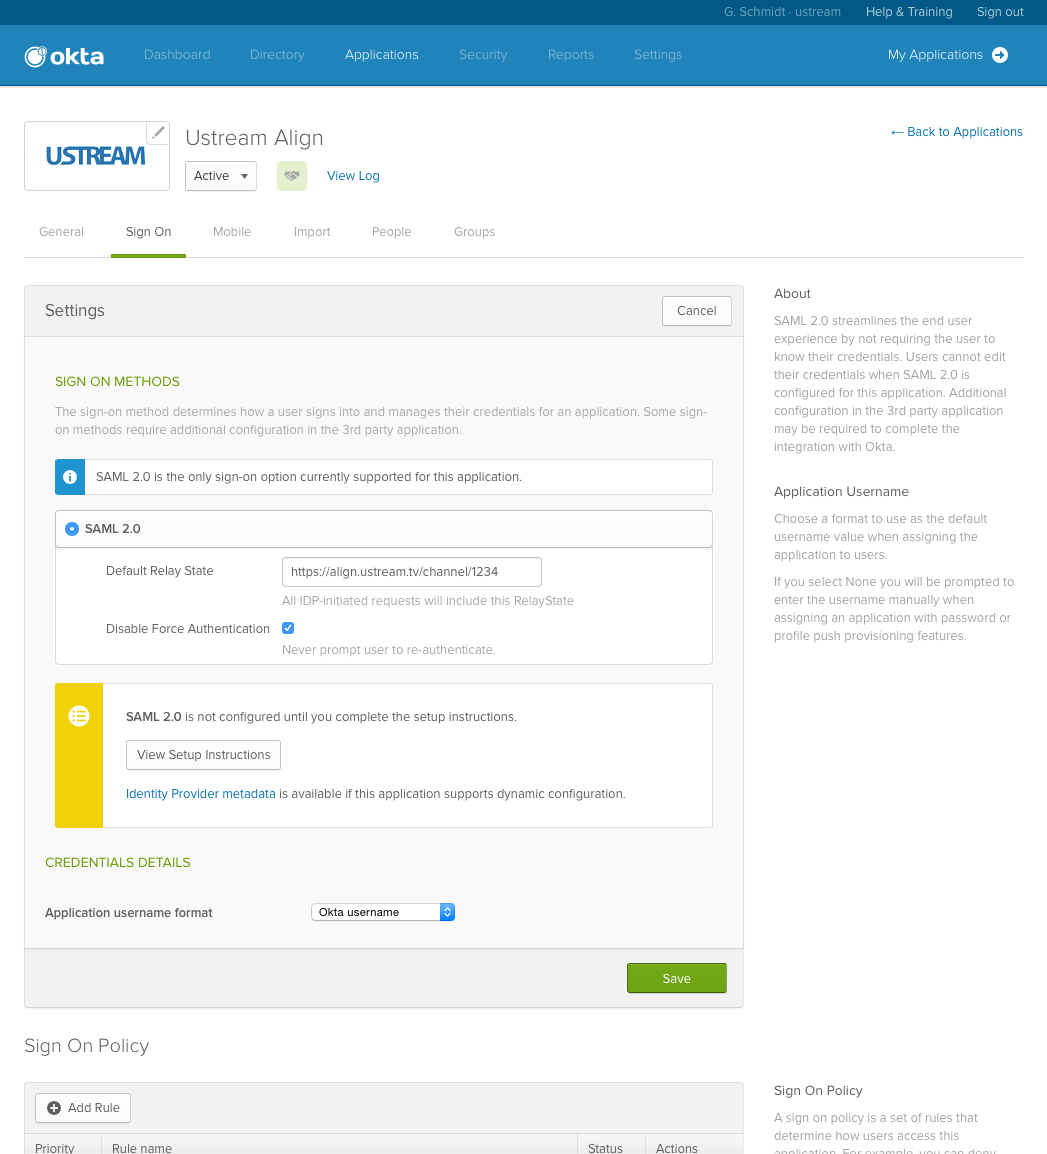 G. Schmidt · ustream Help & Training Sign out
okta Dashboard Directory Applications Security Reports Settings My Applications
USTREAM
Ustream Align
← Back to Applications
Active View Log
General Sign On Mobile Import People Groups
Settings
Cancel
SIGN ON METHODS
The sign-on method determines how a user signs into and manages their credentials for an application. Some sign-
on methods require additional configuration in the 3rd party application.
SAML 2.0 is the only sign-on option currently supported for this application.
SAML 2.0
Default Relay State https://align.ustream.tv/channel/1234
All IDP-initiated requests will include this RelayState
Disable Force Authentication
Never prompt user to re-authenticate.
SAML 2.0 is not configured until you complete the setup instructions.
View Setup Instructions
Identity Provider metadata is available if this application supports dynamic configuration.
CREDENTIALS DETAILS
Application username format Okta username
Save
About
SAML 2.0 streamlines the end user
experience by not requiring the user to
know their credentials. Users cannot edit
their credentials when SAML 2.0 is
configured for this application. Additional
configuration in the 3rd party application
may be required to complete the
integration with Okta.
Application Username
Choose a format to use as the default
username value when assigning the
application to users.
If you select None you will be prompted to
enter the username manually when
assigning an application with password or
profile push provisioning features.
Sign On Policy
Add Rule
Priority Rule name Status Actions
Sign On Policy
A sign on policy is a set of rules that
determine how users access this
application. For example, you can deny